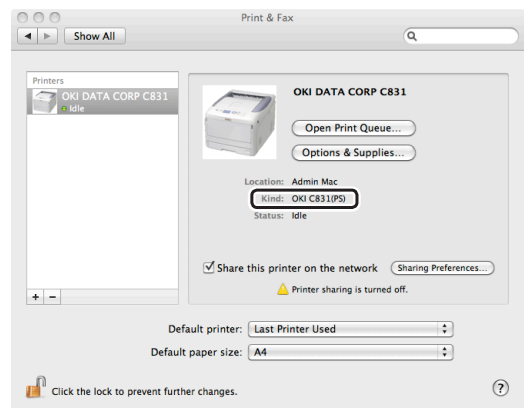 Print & Fax
Show All
Printers
OKI DATA CORP C831
Idle
OKI DATA CORP C831
Open Print Queue...
Options & Supplies...
Location: Admin Mac
Kind: OKI C831(PS)
Status: Idle
Share this printer on the network
Sharing Preferences...
Printer sharing is turned off.
+ −
Default printer: Last Printer Used
Default paper size: A4
Click the lock to prevent further changes.
?